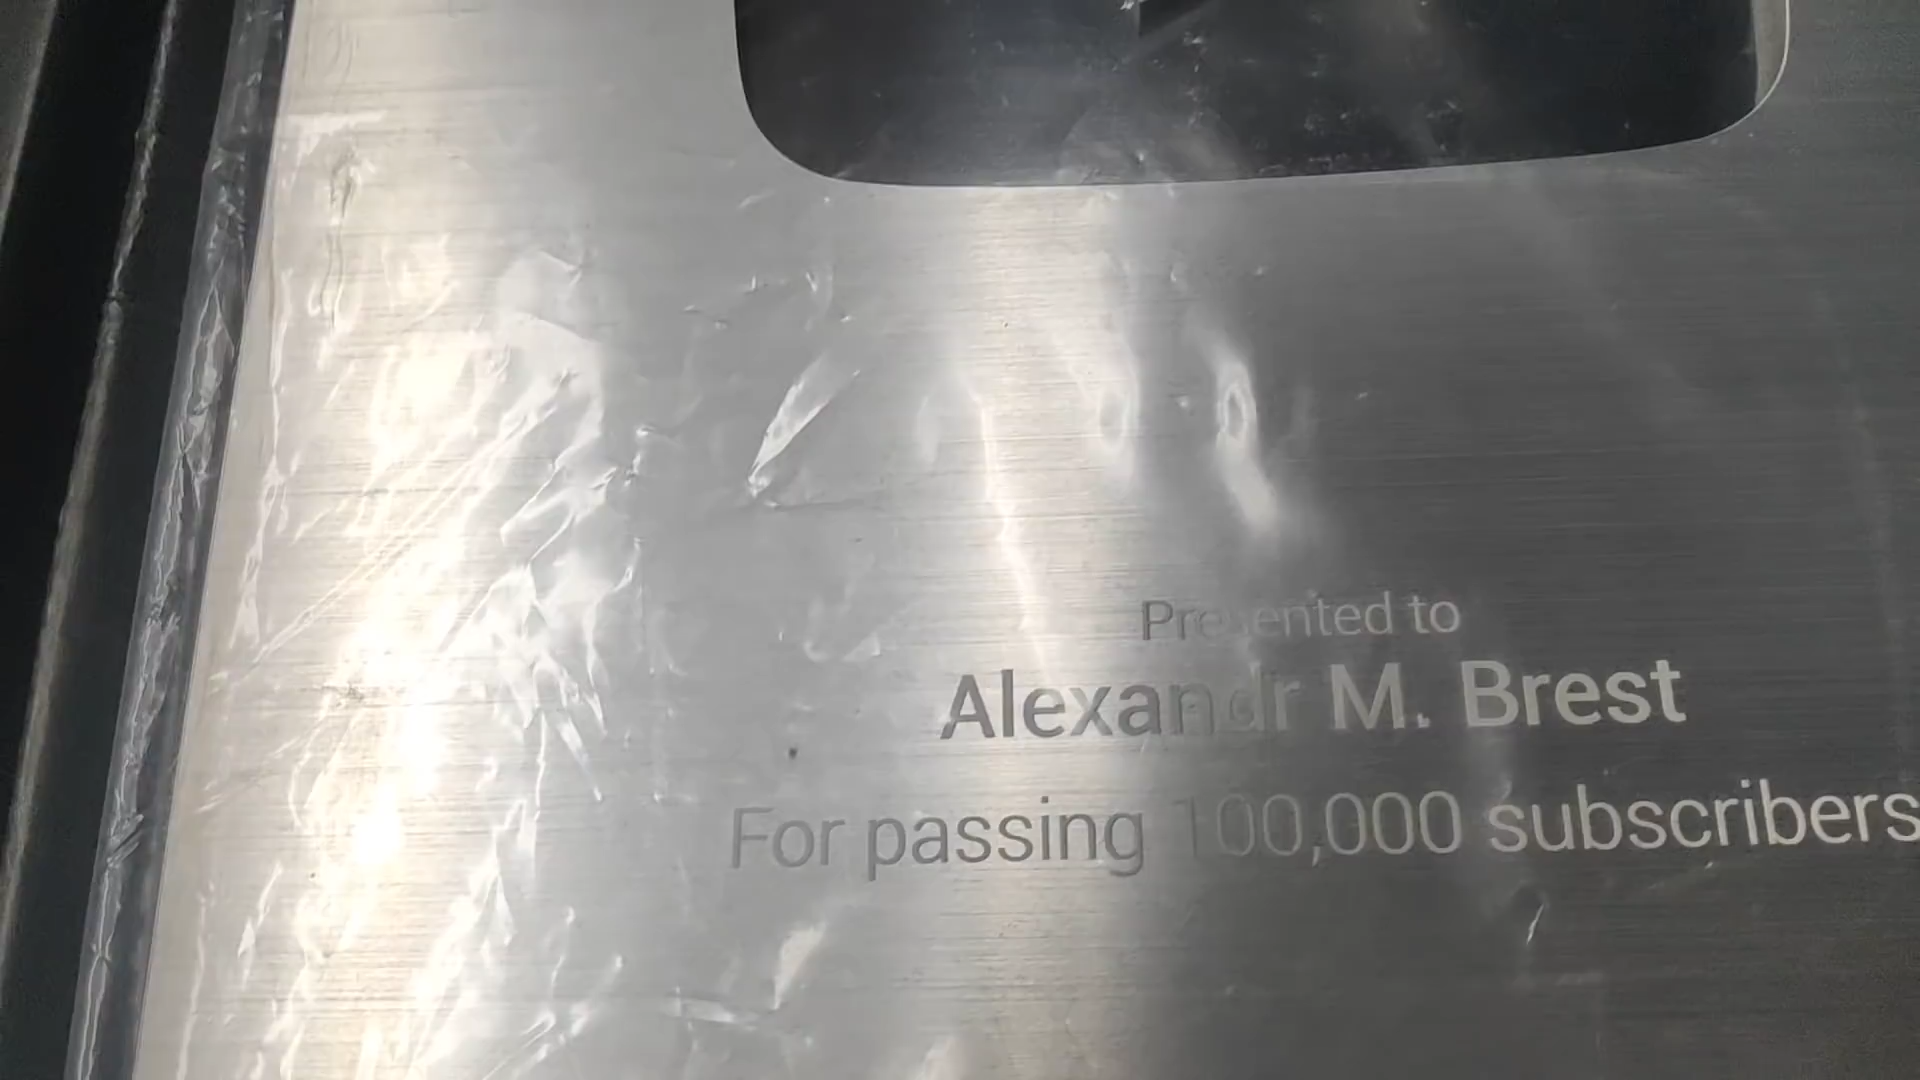 Presented to
Alexandr M. Brest
For passing 100,000 subscribers